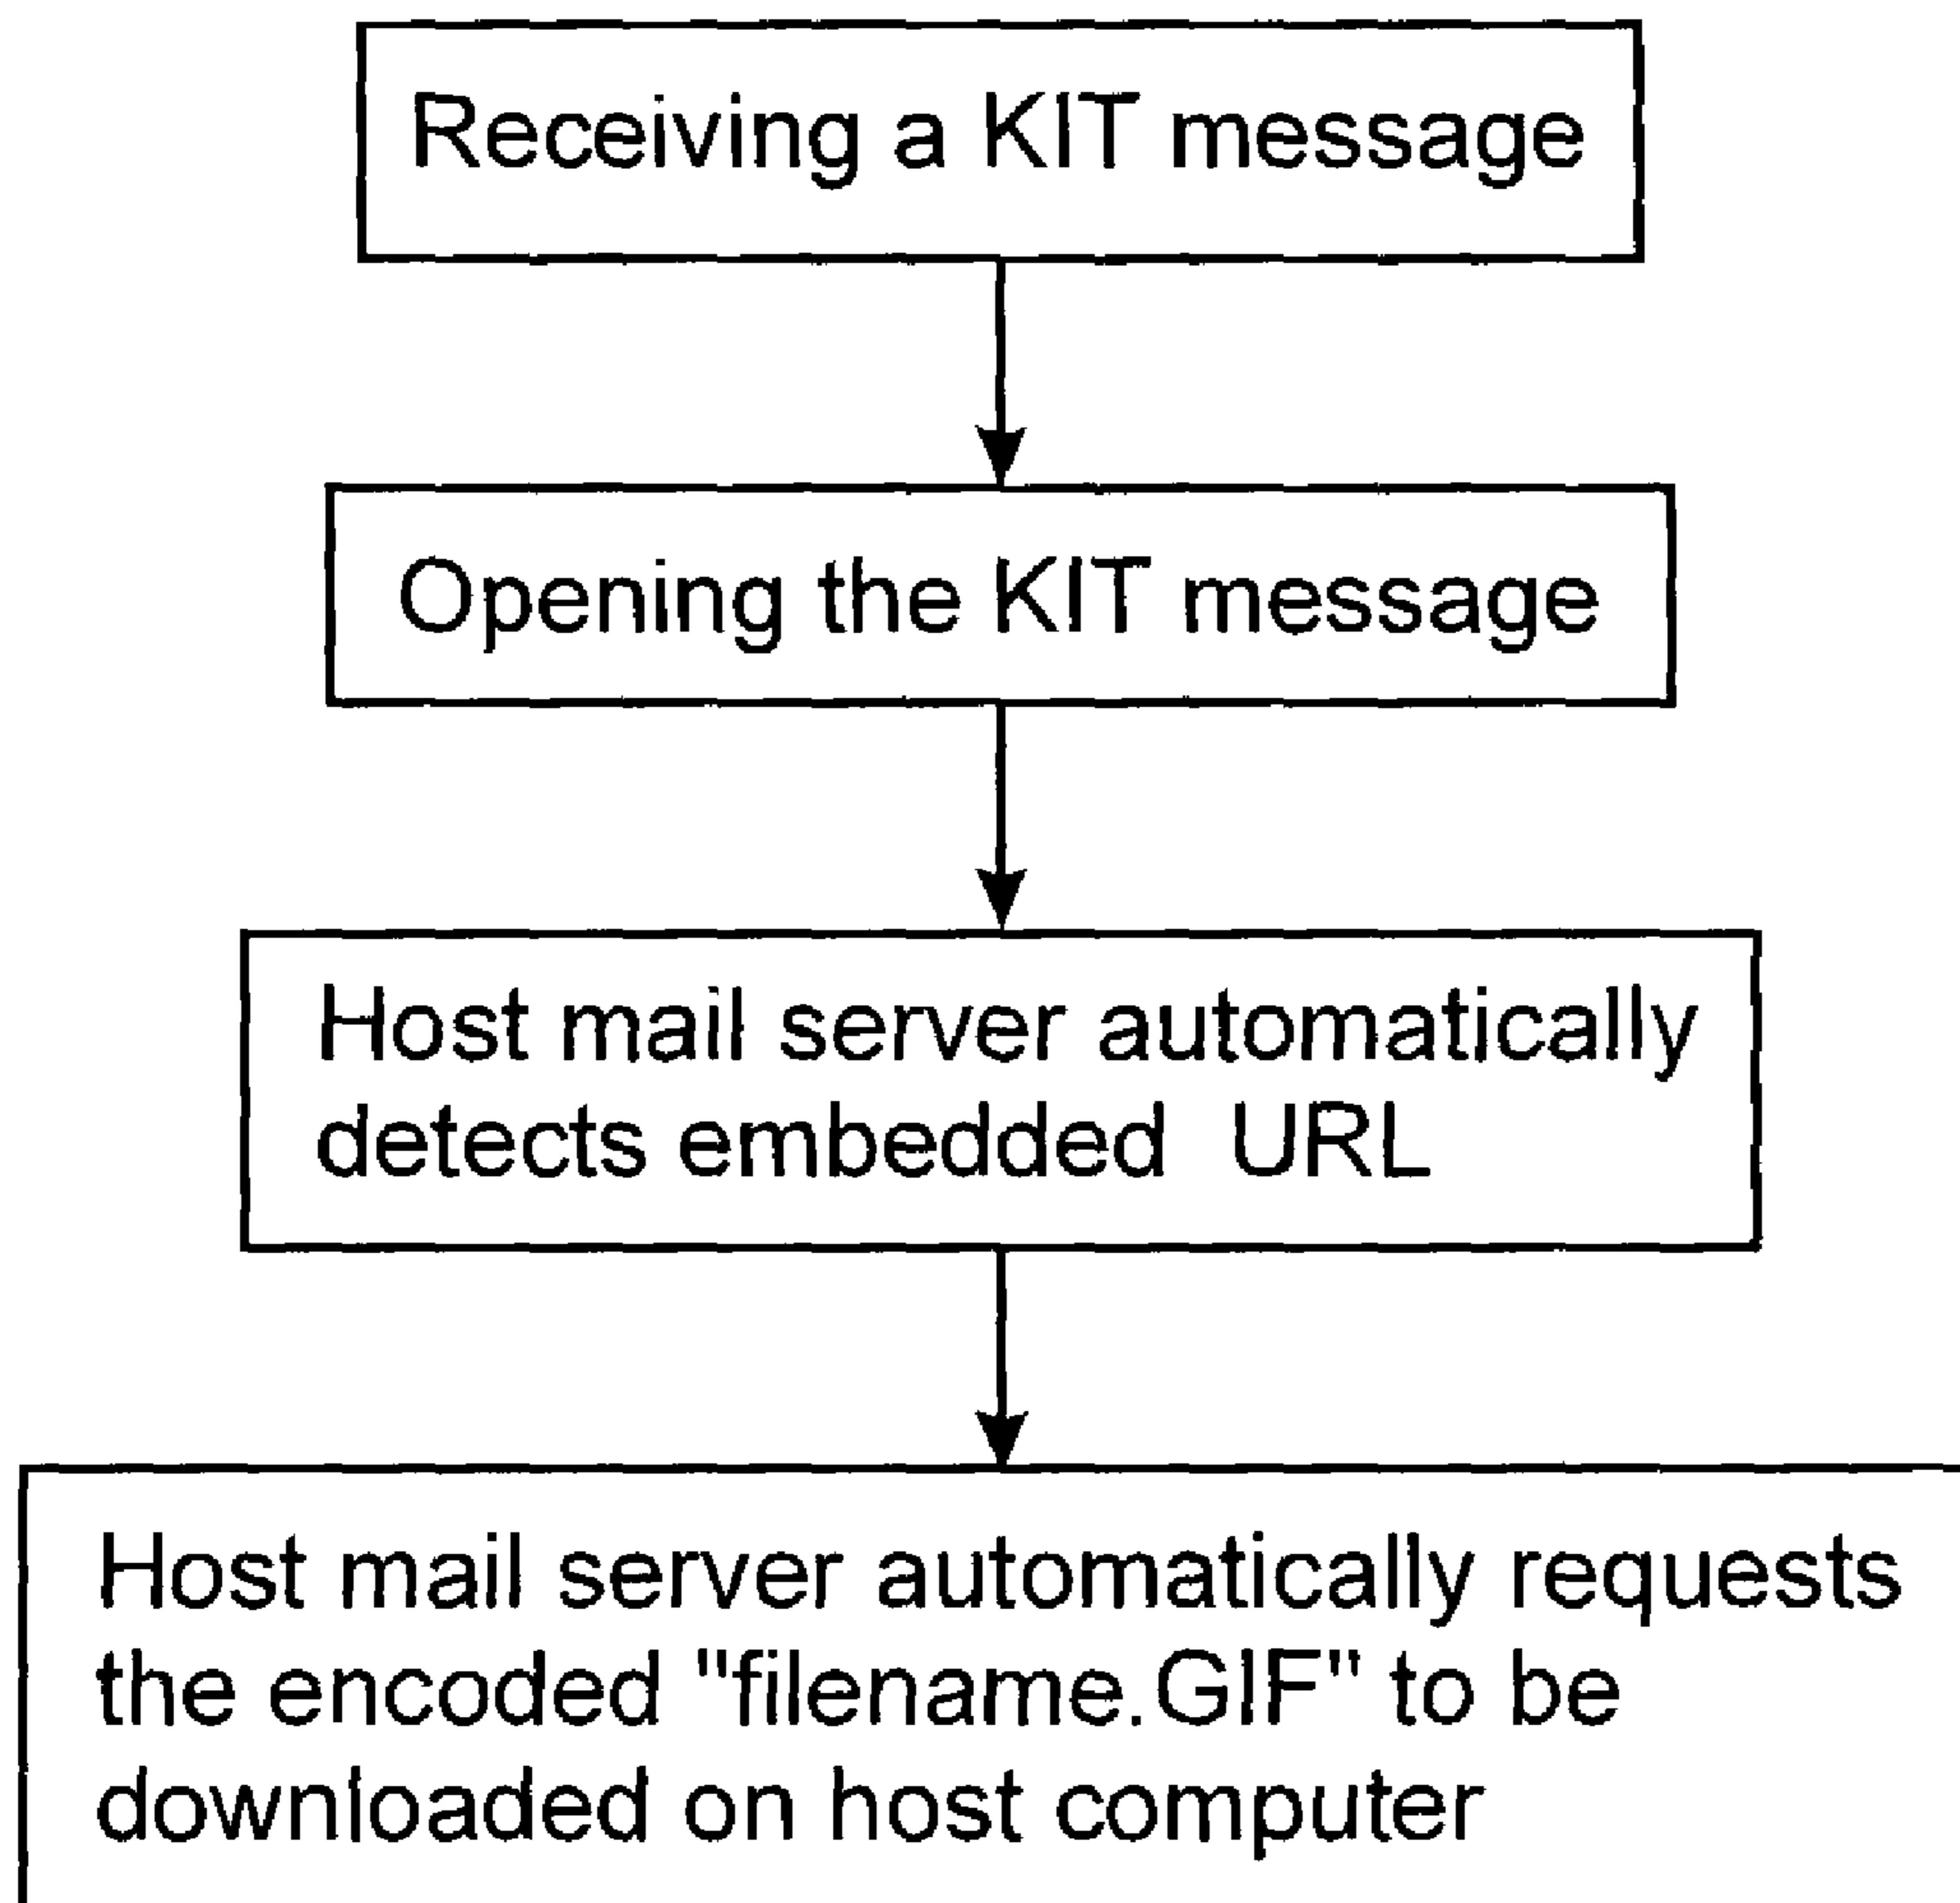 Receiving a KIT message
Opening the KIT message
Host mail server automatically
detects embedded URL
Host mail server automatically requests
the encoded "filename.GIF" to be
downloaded on host computer